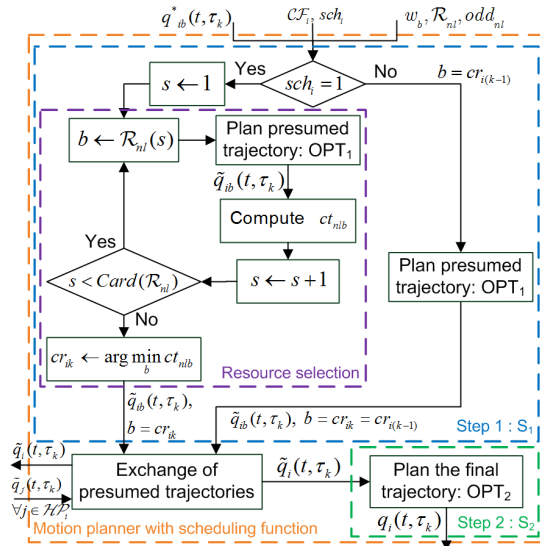 q*ib(t,τk)
𝒞ℱi, schi
wb, ℛnl, oddnl
Yes
No
s ← 1
schi = 1
b = cri(k−1)
b ← ℛnl(s)
Plan presumed
trajectory: OPT1
q̃ib(t,τk)
Compute ctnlb
Yes
s < Card(ℛnl)
s ← s+1
Plan presumed
trajectory: OPT1
No
crik ← arg min ctnlb
b
Resource selection
q̃ib(t,τk),
b = crik
q̃ib(t,τk), b = crik = cri(k−1)
Step 1 : S1
q̃i(t,τk)
q̃j(t,τk)
∀j ∈ ℋ𝒫i
Exchange of
presumed trajectories
q̃i(t,τk)
Plan the final
trajectory: OPT2
qi(t,τk)
Step 2 : S2
Motion planner with scheduling function